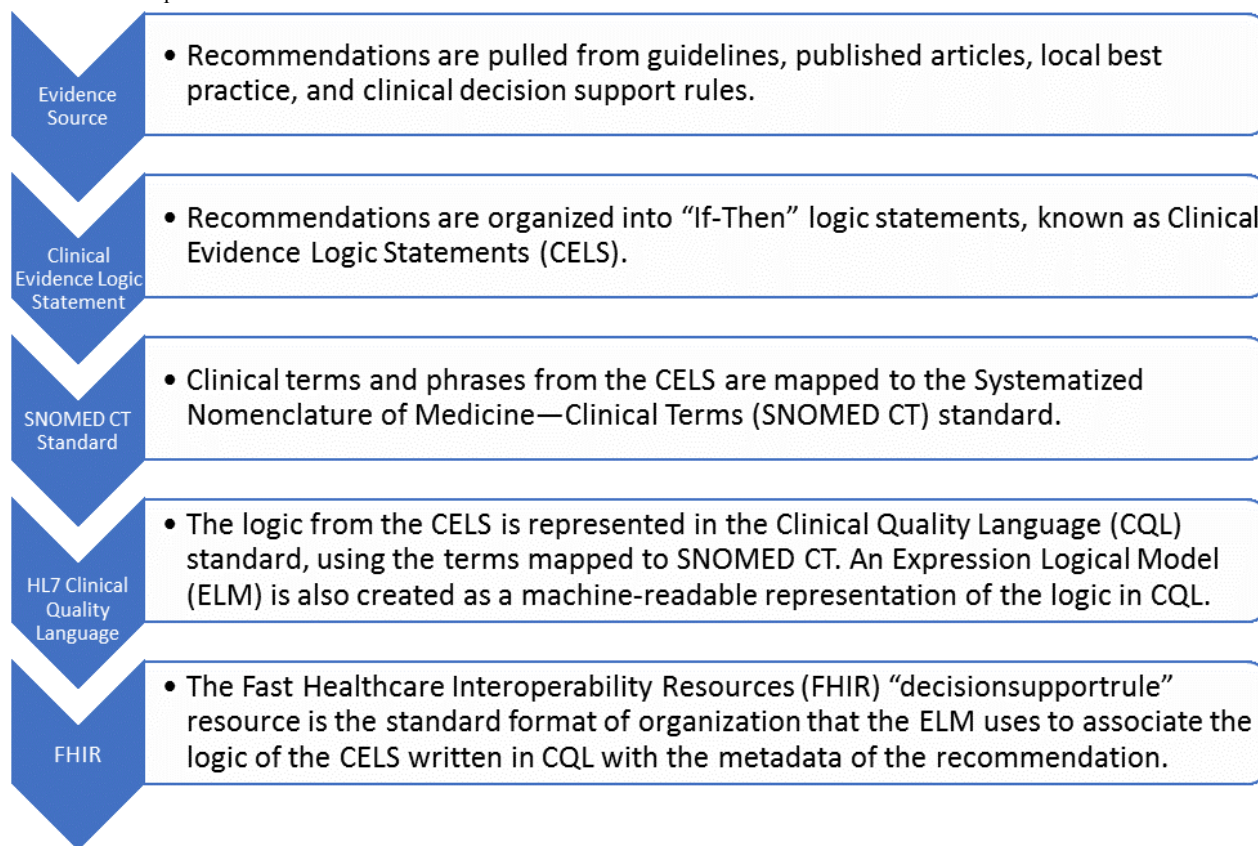 Evidence
Source
• Recommendations are pulled from guidelines, published articles, local best
practice, and clinical decision support rules.
Clinical
Evidence Logic
Statement
• Recommendations are organized into “If-Then” logic statements, known as Clinical
Evidence Logic Statements (CELS).
SNOMED CT
Standard
• Clinical terms and phrases from the CELS are mapped to the Systematized
Nomenclature of Medicine—Clinical Terms (SNOMED CT) standard.
HL7 Clinical
Quality
Language
• The logic from the CELS is represented in the Clinical Quality Language (CQL)
standard, using the terms mapped to SNOMED CT. An Expression Logical Model
(ELM) is also created as a machine-readable representation of the logic in CQL.
FHIR
• The Fast Healthcare Interoperability Resources (FHIR) “decisionsupportrule”
resource is the standard format of organization that the ELM uses to associate the
logic of the CELS written in CQL with the metadata of the recommendation.